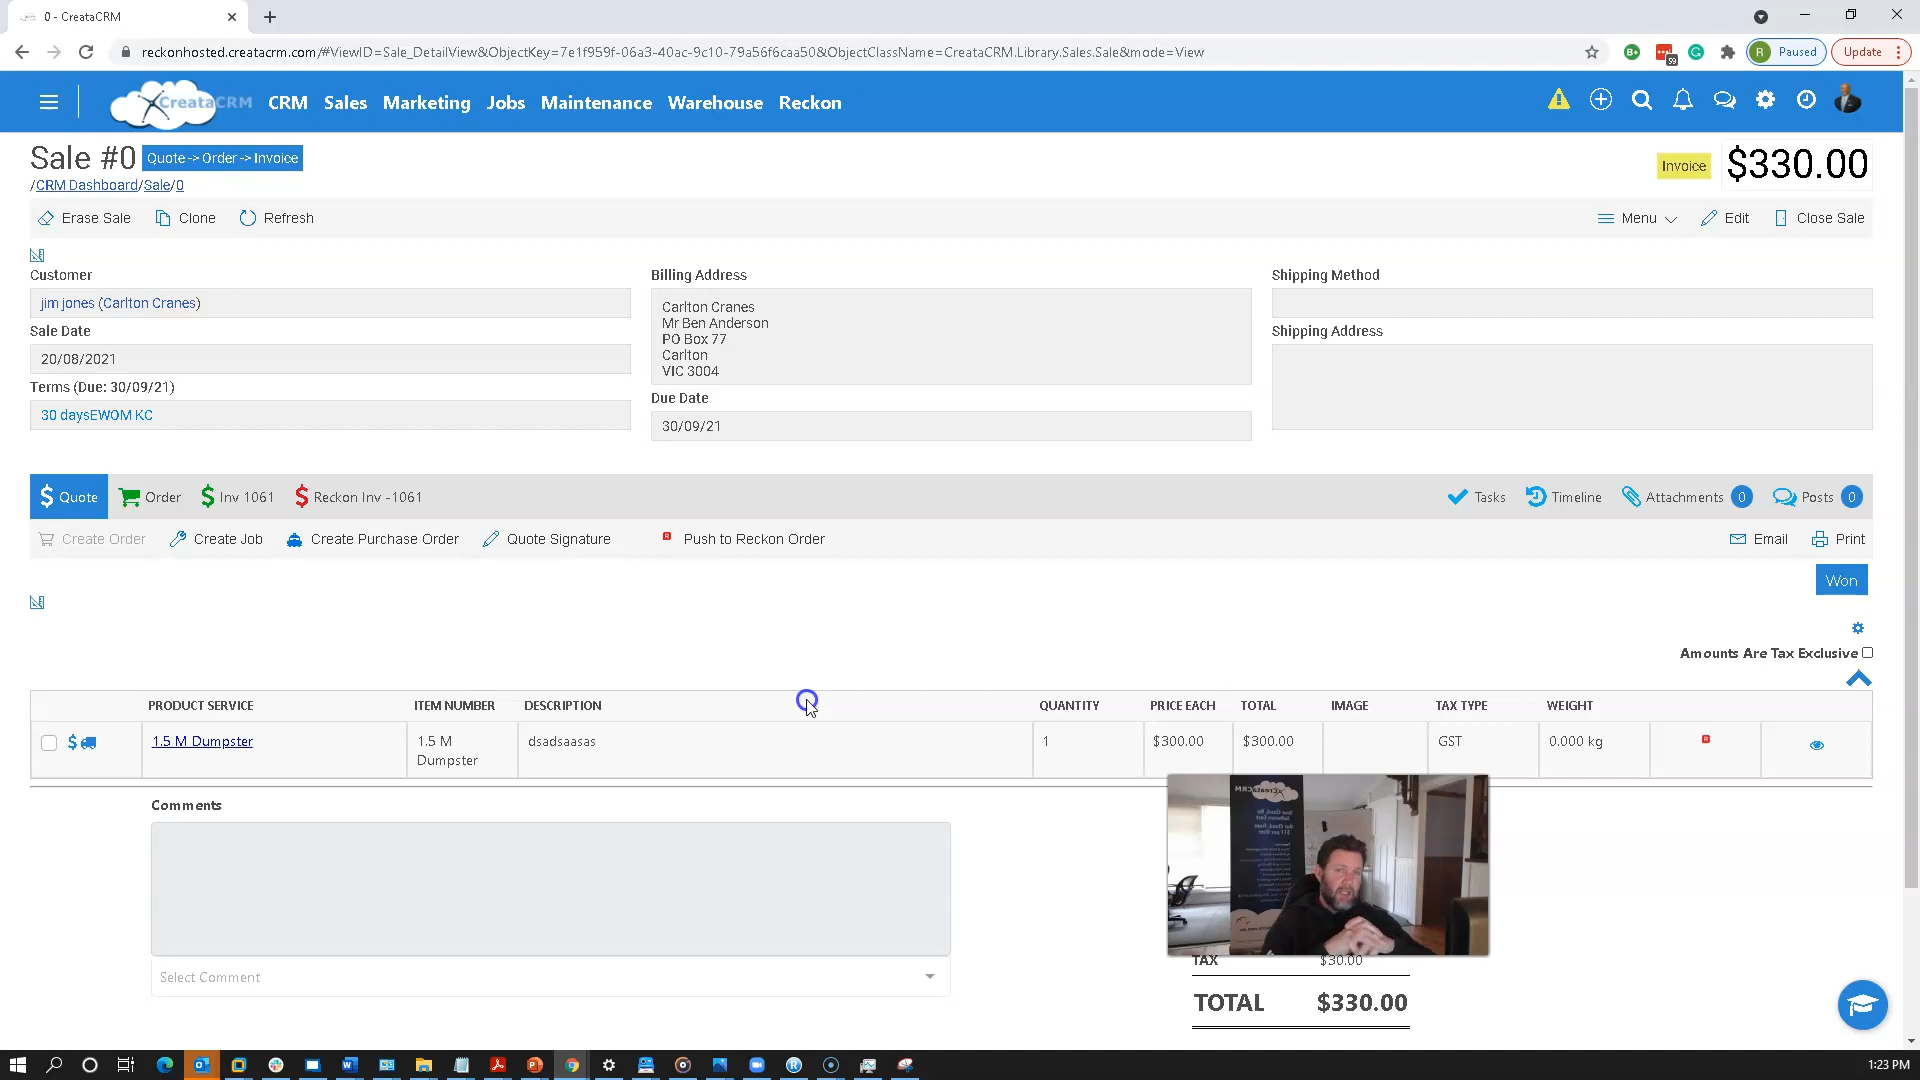 0 - CreataCRM
reckonhosted.creatacrm.com/#ViewID=Sale_DetailView&ObjectKey=7e1f959f-06a3-40ac-9c10-79a56f6caa50&ObjectClassName=CreataCRM.Library.Sales.Sale&mode=View
59
R Paused
Update
CreataCRM
CRM Sales Marketing Jobs Maintenance Warehouse Reckon
Sale #0 Quote -> Order -> Invoice
Invoice $330.00
/CRM Dashboard/Sale/0
Erase Sale Clone Refresh
Menu Edit Close Sale
Customer
jim jones (Carlton Cranes)
Sale Date
20/08/2021
Terms (Due: 30/09/21)
30 daysEWOM KC
Billing Address
Carlton Cranes
Mr Ben Anderson
PO Box 77
Carlton
VIC 3004
Due Date
30/09/21
Shipping Method
Shipping Address
Quote Order Inv 1061 Reckon Inv -1061
Tasks Timeline Attachments 0 Posts 0
Create Order Create Job Create Purchase Order Quote Signature Push to Reckon Order
Email Print
Won
Amounts Are Tax Exclusive
PRODUCT SERVICE ITEM NUMBER DESCRIPTION QUANTITY PRICE EACH TOTAL IMAGE TAX TYPE WEIGHT
1.5 M Dumpster 1.5 M Dumpster dsadsaasas 1 $300.00 $300.00 GST 0.000 kg
Comments
Select Comment
TAX $30.00
TOTAL $330.00
1:23 PM